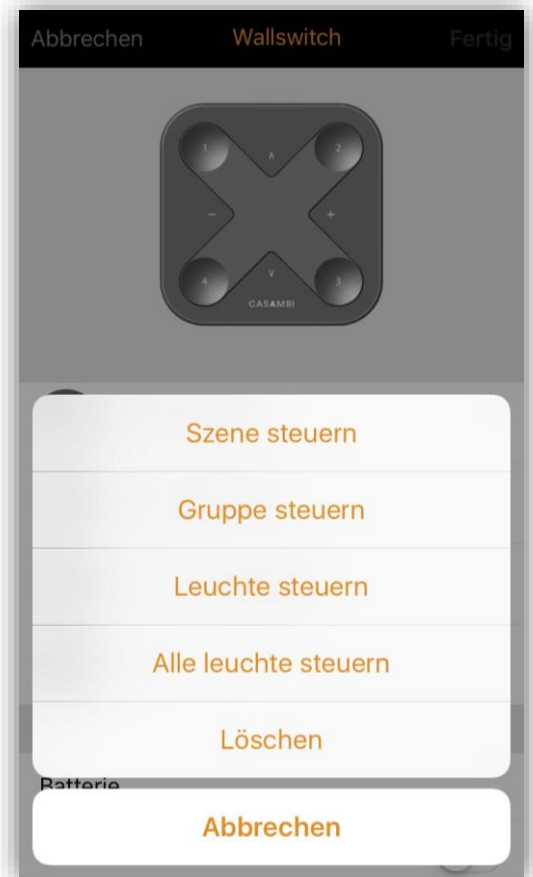 Abbrechen Wallswitch Fertig
1 ∧ 2
− +
4 ∨ 3
CASAMBI
Szene steuern
Gruppe steuern
Leuchte steuern
Alle leuchte steuern
Löschen
Batterie
Abbrechen